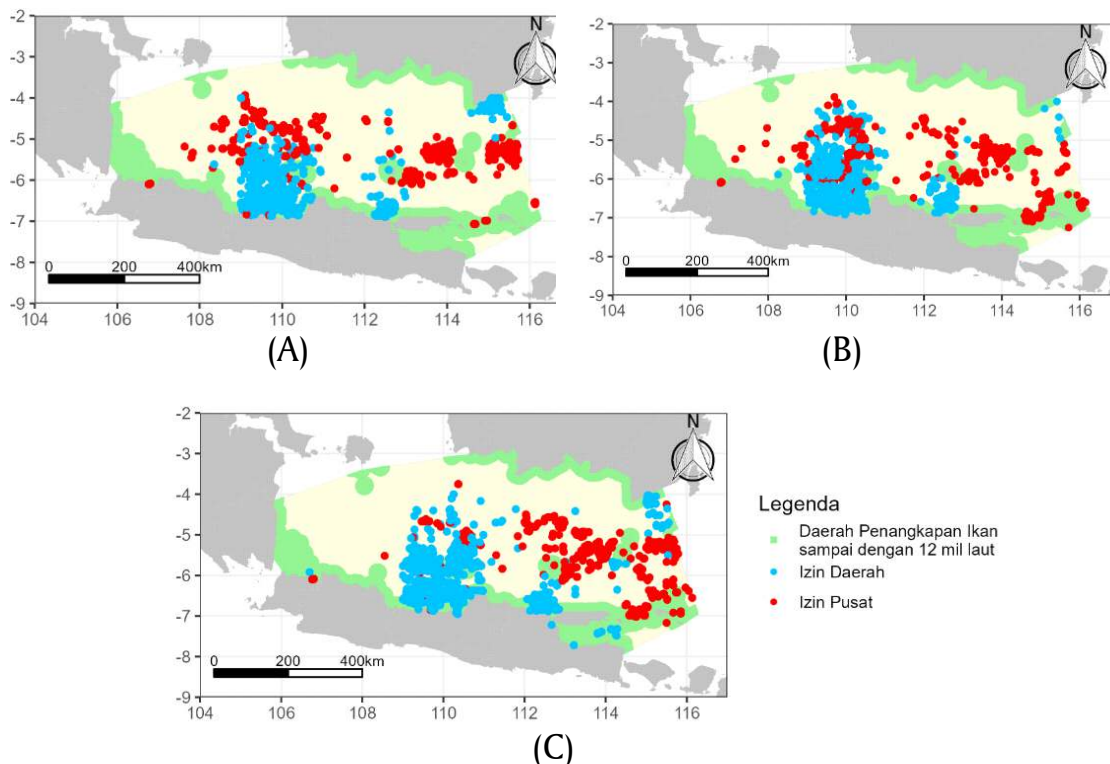 -2
-3
-4
-5
-6
-7
-8
-9
N
0 200 400km
104 106 108 110 112 114 116
(A)
-2
-3
-4
-5
-6
-7
-8
-9
N
0 200 400km
104 106 108 110 112 114 116
(B)
-2
-3
-4
-5
-6
-7
-8
-9
N
0 200 400km
104 106 108 110 112 114 116
(C)
Legenda
Daerah Penangkapan Ikan
sampai dengan 12 mil laut
Izin Daerah
Izin Pusat